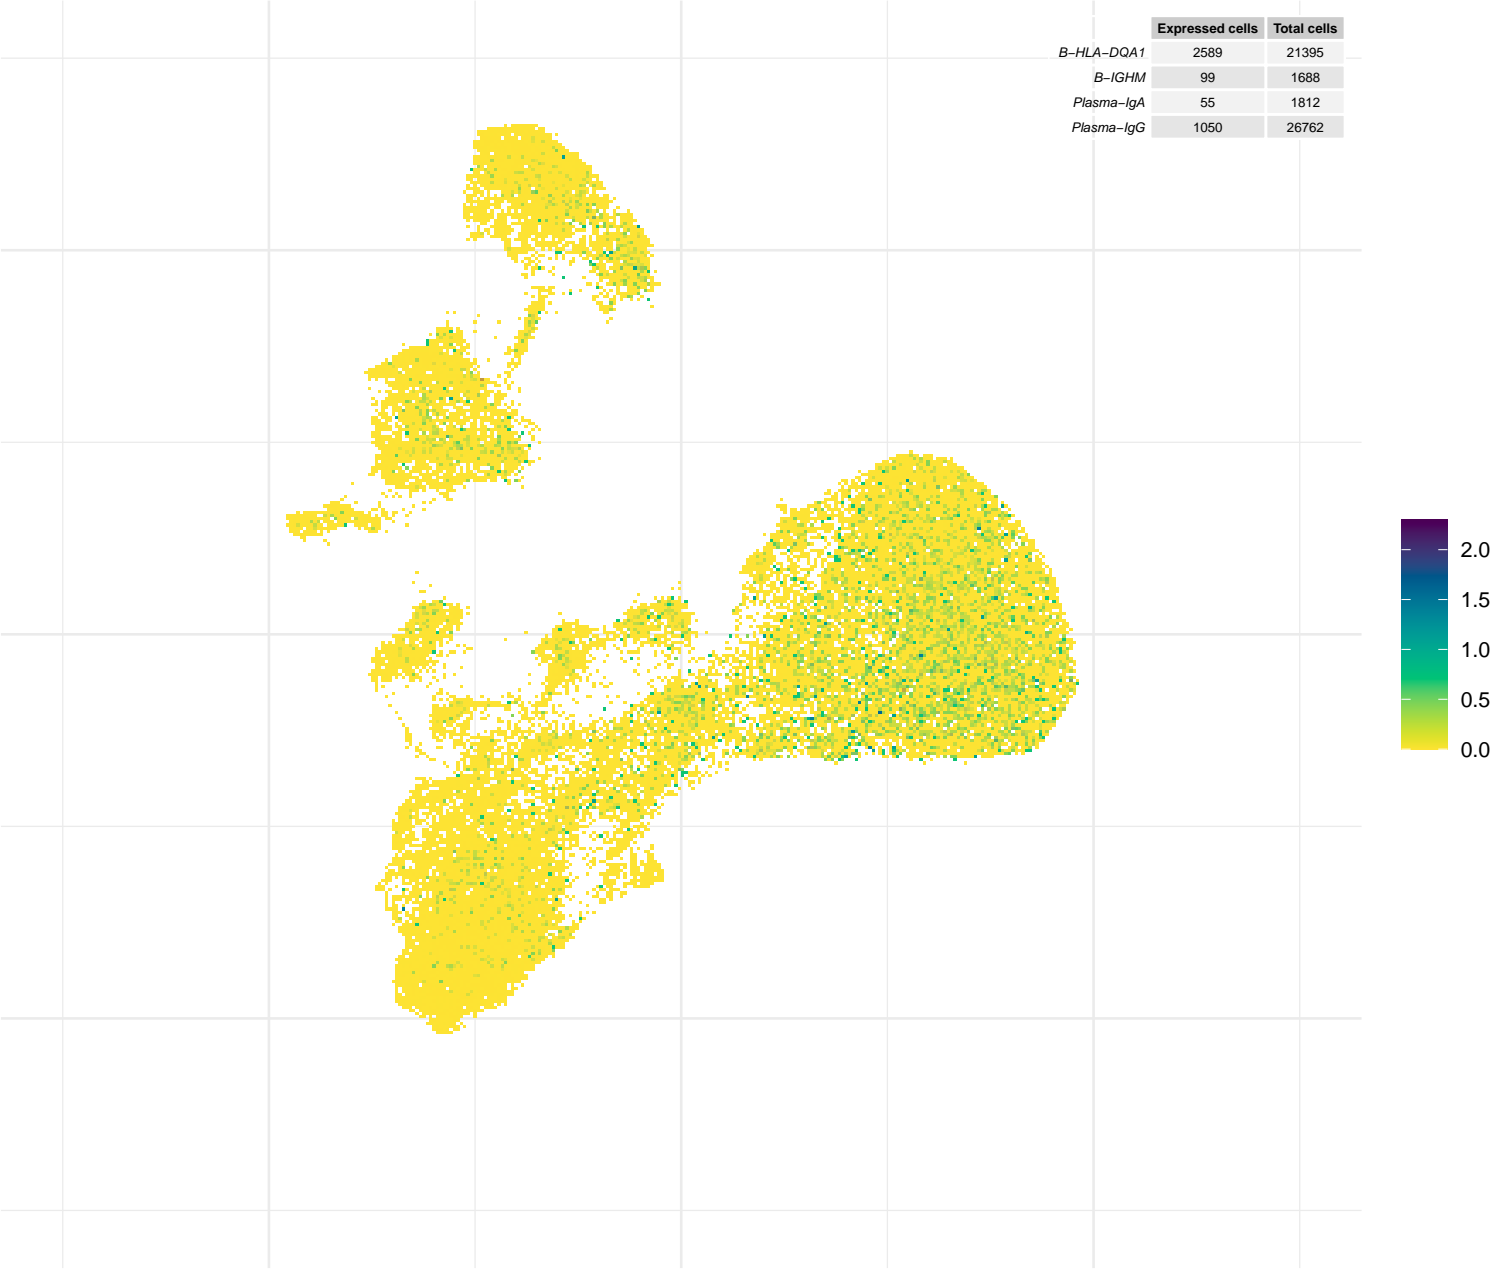 Expressed cells Total cells
B−HLA−DQA1 2589 21395
B−IGHM 99 1688
Plasma−IgA 55 1812
Plasma−IgG 1050 26762
2.0
1.5
1.0
0.5
0.0